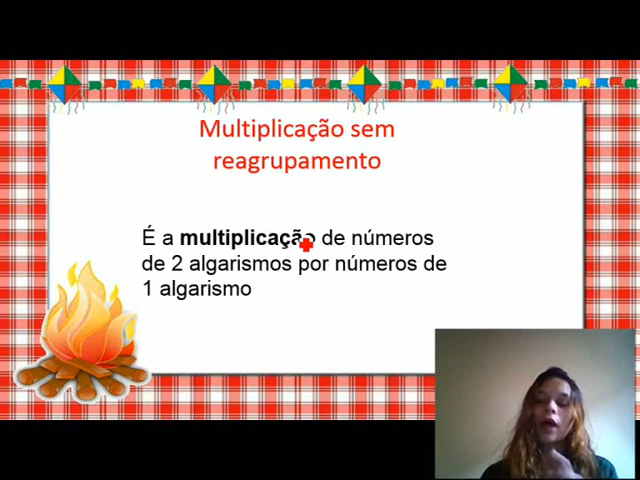 Multiplicação sem
reagrupamento
É a multiplicação de números
de 2 algarismos por números de
1 algarismo